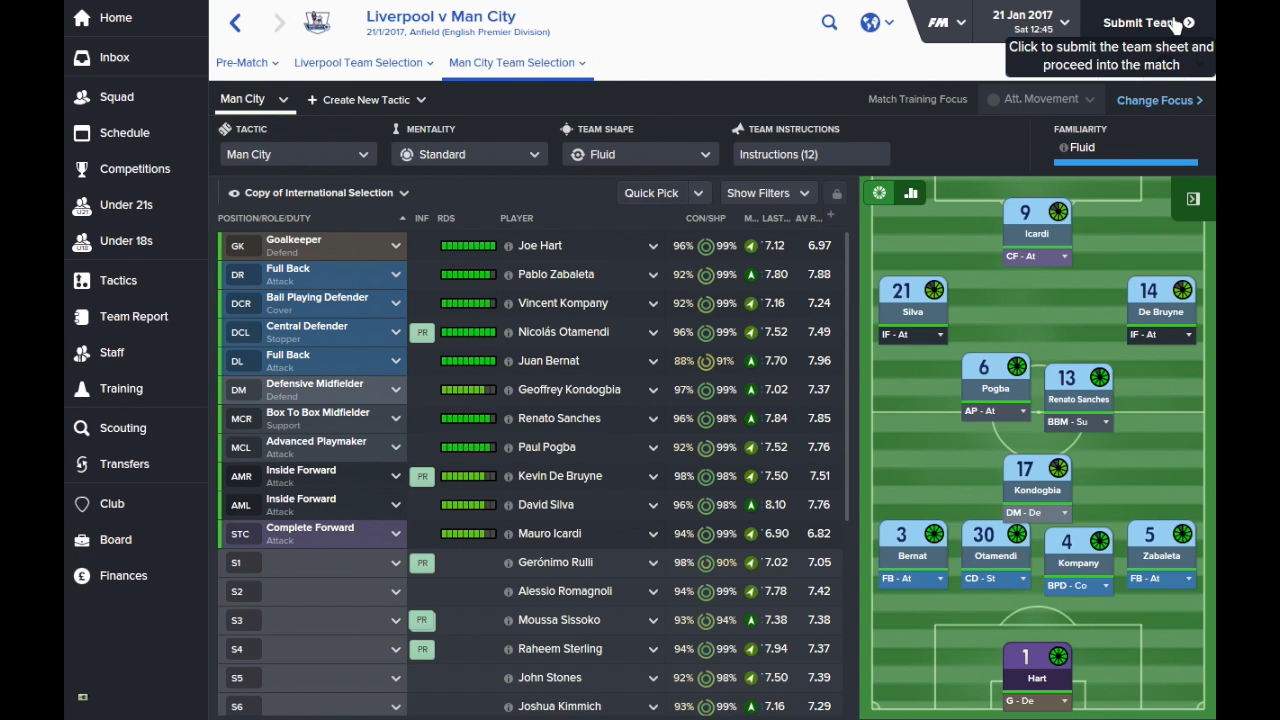 Home
Inbox
Squad
Schedule
Competitions
Under 21s
Under 18s
Tactics
Team Report
Staff
Training
Scouting
Transfers
Club
Board
Finances
Liverpool v Man City
21/1/2017, Anfield (English Premier Division)
FM
21 Jan 2017
Sat 12:45
Submit Team
Click to submit the team sheet and
proceed into the match
Pre-Match
Liverpool Team Selection
Man City Team Selection
Man City
+ Create New Tactic
Match Training Focus
Att. Movement
Change Focus >
TACTIC
MENTALITY
TEAM SHAPE
TEAM INSTRUCTIONS
FAMILIARITY
Man City
Standard
Fluid
Instructions (12)
Fluid
Copy of International Selection
Quick Pick
Show Filters
POSITION/ROLE/DUTY INF RDS PLAYER CON/SHP M... LAST... AV R... +
GK Goalkeeper Defend Joe Hart 96% 99% 7.12 6.97
DR Full Back Attack Pablo Zabaleta 92% 99% 7.80 7.88
DCR Ball Playing Defender Cover Vincent Kompany 92% 99% 7.16 7.24
DCL Central Defender Stopper PR Nicolás Otamendi 96% 99% 7.52 7.49
DL Full Back Attack Juan Bernat 88% 91% 7.70 7.96
DM Defensive Midfielder Defend Geoffrey Kondogbia 97% 99% 7.02 7.37
MCR Box To Box Midfielder Support Renato Sanches 96% 98% 7.84 7.85
MCL Advanced Playmaker Attack Paul Pogba 92% 99% 7.52 7.76
AMR Inside Forward Attack PR Kevin De Bruyne 98% 98% 7.50 7.51
AML Inside Forward Attack David Silva 96% 98% 8.10 7.76
STC Complete Forward Attack Mauro Icardi 94% 99% 6.90 6.82
S1 PR Gerónimo Rulli 98% 90% 7.02 7.05
S2 Alessio Romagnoli 94% 99% 7.78 7.42
S3 PR Moussa Sissoko 93% 94% 7.38 7.38
S4 PR Raheem Sterling 94% 99% 7.94 7.37
S5 John Stones 92% 98% 7.50 7.39
S6 Joshua Kimmich 93% 99% 7.16 7.29
9
Icardi
CF - At
21
Silva
IF - At
14
De Bruyne
IF - At
6
Pogba
AP - At
13
Renato Sanches
BBM - Su
17
Kondogbia
DM - De
3
Bernat
FB - At
30
Otamendi
CD - St
4
Kompany
BPD - Co
5
Zabaleta
FB - At
1
Hart
G - De